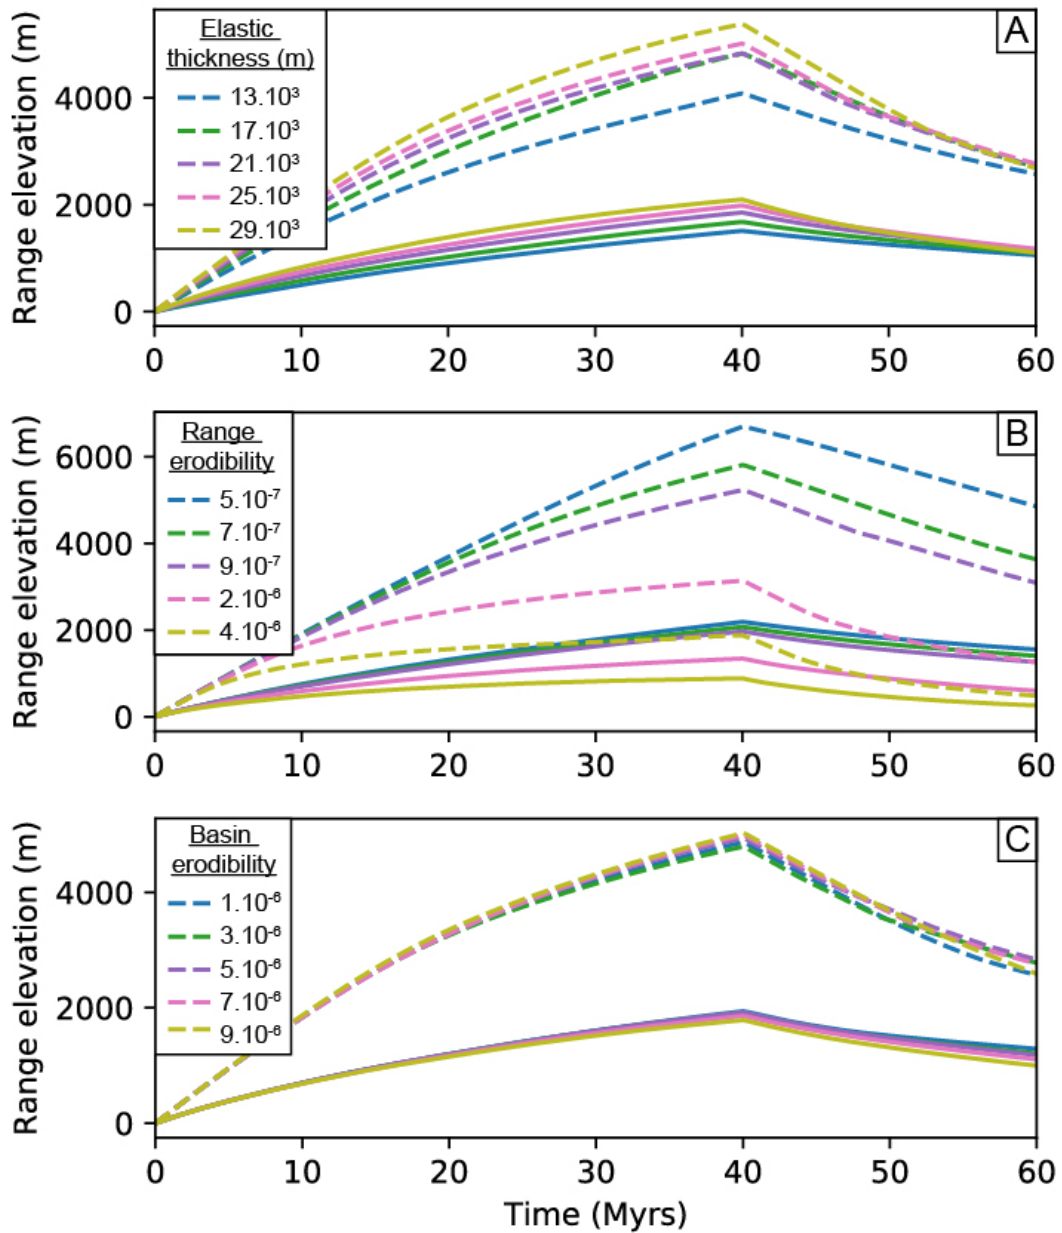 A
Elastic
thickness (m)
13.10³
17.10³
21.10³
25.10³
29.10³
Range elevation (m)
4000
2000
0
0 10 20 30 40 50 60
B
Range
erodibility
5.10⁻⁷
7.10⁻⁷
9.10⁻⁷
2.10⁻⁶
4.10⁻⁶
Range elevation (m)
6000
4000
2000
0
0 10 20 30 40 50 60
C
Basin
erodibility
1.10⁻⁶
3.10⁻⁶
5.10⁻⁶
7.10⁻⁶
9.10⁻⁶
Range elevation (m)
4000
2000
0
0 10 20 30 40 50 60
Time (Myrs)